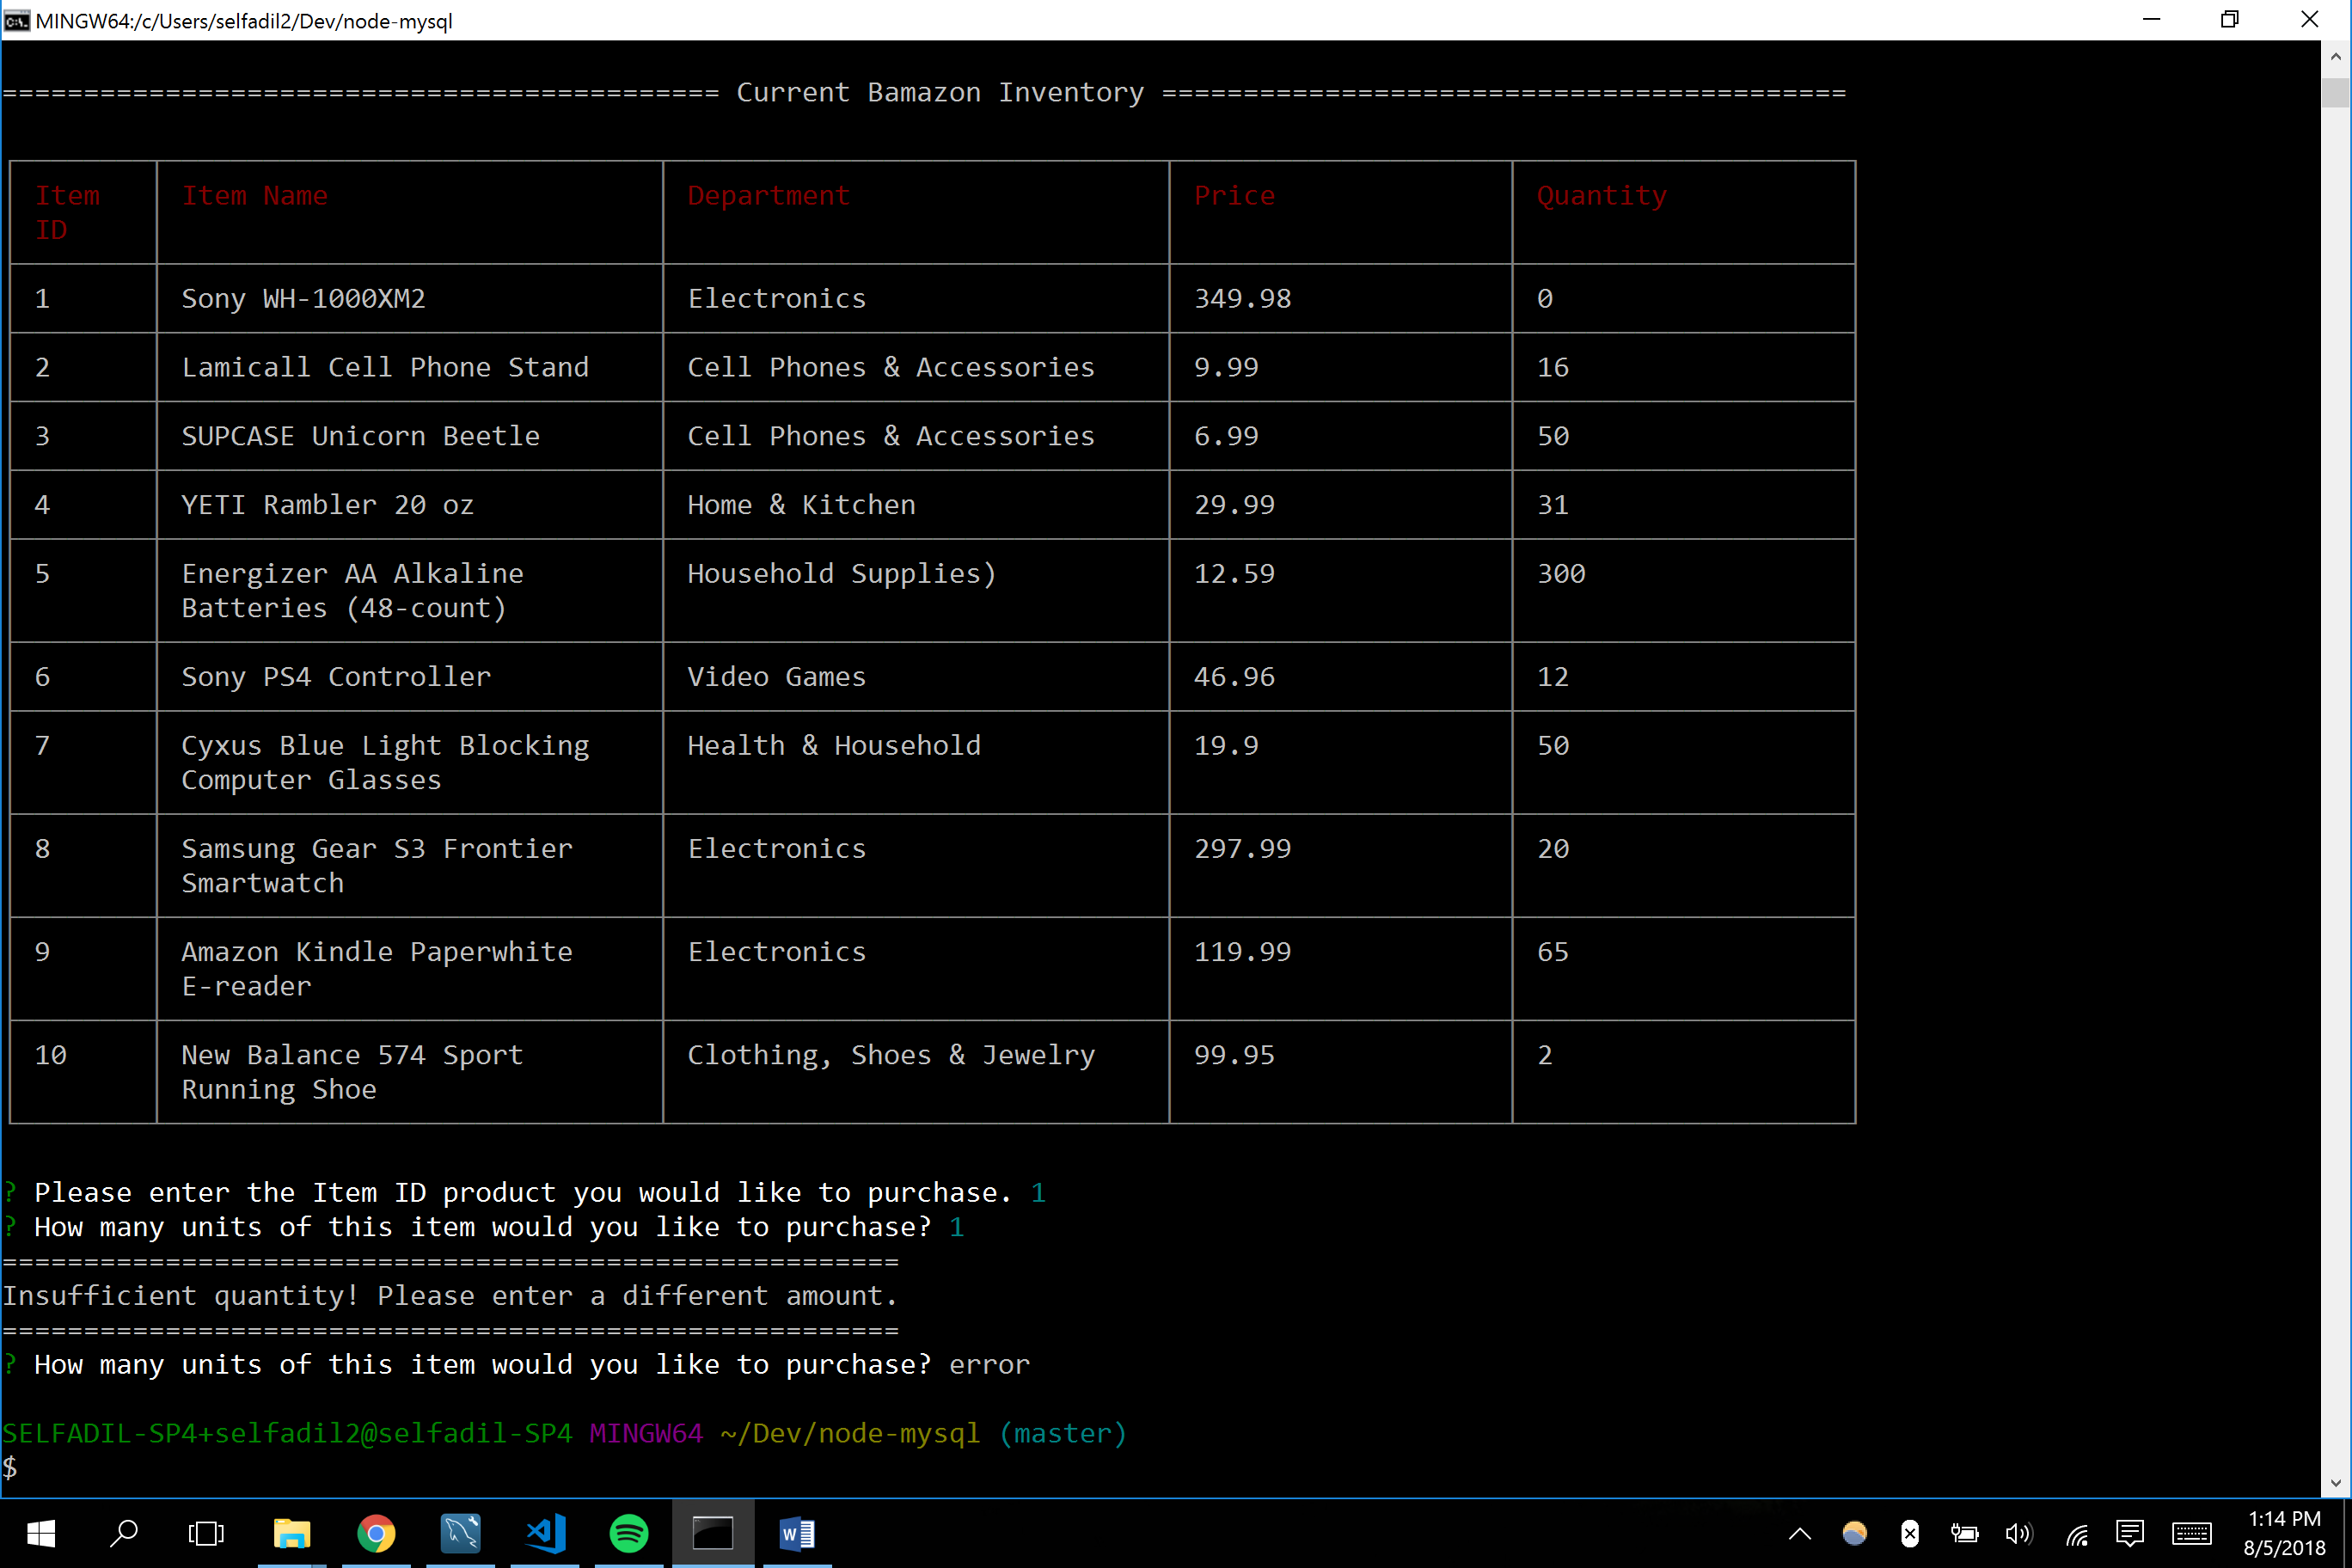 MINGW64:/c/Users/selfadil2/Dev/node-mysql
============================================ Current Bamazon Inventory ==========================================
Item ID Item Name Department Price Quantity
1 Sony WH-1000XM2 Electronics 349.98 0
2 Lamicall Cell Phone Stand Cell Phones & Accessories 9.99 16
3 SUPCASE Unicorn Beetle Cell Phones & Accessories 6.99 50
4 YETI Rambler 20 oz Home & Kitchen 29.99 31
5 Energizer AA Alkaline Household Supplies) 12.59 300
Batteries (48-count)
6 Sony PS4 Controller Video Games 46.96 12
7 Cyxus Blue Light Blocking Health & Household 19.9 50
Computer Glasses
8 Samsung Gear S3 Frontier Electronics 297.99 20
Smartwatch
9 Amazon Kindle Paperwhite Electronics 119.99 65
E-reader
10 New Balance 574 Sport Clothing, Shoes & Jewelry 99.95 2
Running Shoe
? Please enter the Item ID product you would like to purchase. 1
? How many units of this item would you like to purchase? 1
=======================================================
Insufficient quantity! Please enter a different amount.
=======================================================
? How many units of this item would you like to purchase? error
SELFADIL-SP4+selfadil2@selfadil-SP4 MINGW64 ~/Dev/node-mysql (master)
$
1:14 PM
8/5/2018